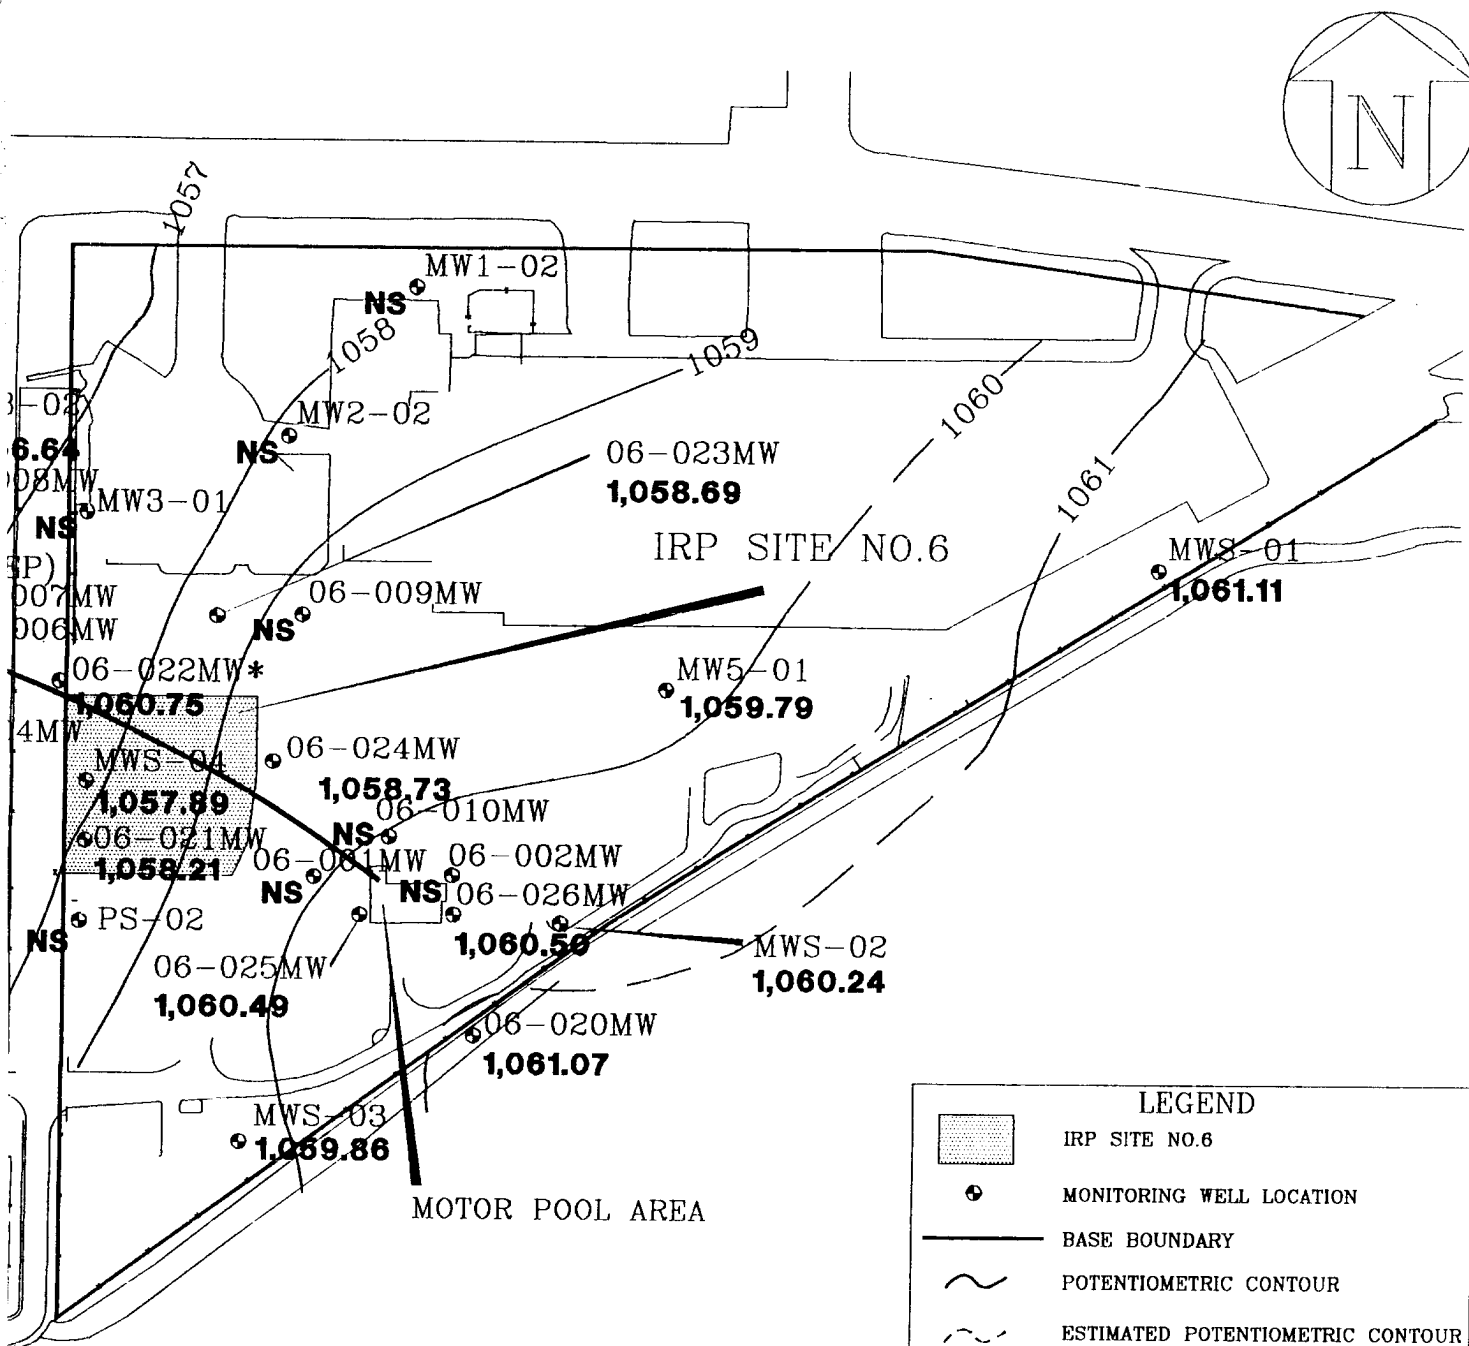 N
1057
MW1-02
NS
1058
1059
1060
1061
MW2-02
NS
3-02
6.64
008MW
MW3-01
NS
06-023MW
1,058.69
IRP SITE NO.6
MWS-01
1,061.11
P)
007MW
006MW
06-009MW
NS
06-022MW*
1,060.75
4MW
MW5-01
1,059.79
MWS-04
1,057.89
06-024MW
1,058.73
06-010MW
NS
06-021MW
1,058.21
06-001MW
NS
06-002MW
NS
06-026MW
1,060.50
PS-02
NS
MWS-02
1,060.24
06-025MW
1,060.49
06-020MW
1,061.07
MWS-03
1,059.86
MOTOR POOL AREA
LEGEND
IRP SITE NO.6
MONITORING WELL LOCATION
BASE BOUNDARY
POTENTIOMETRIC CONTOUR
ESTIMATED POTENTIOMETRIC CONTOUR